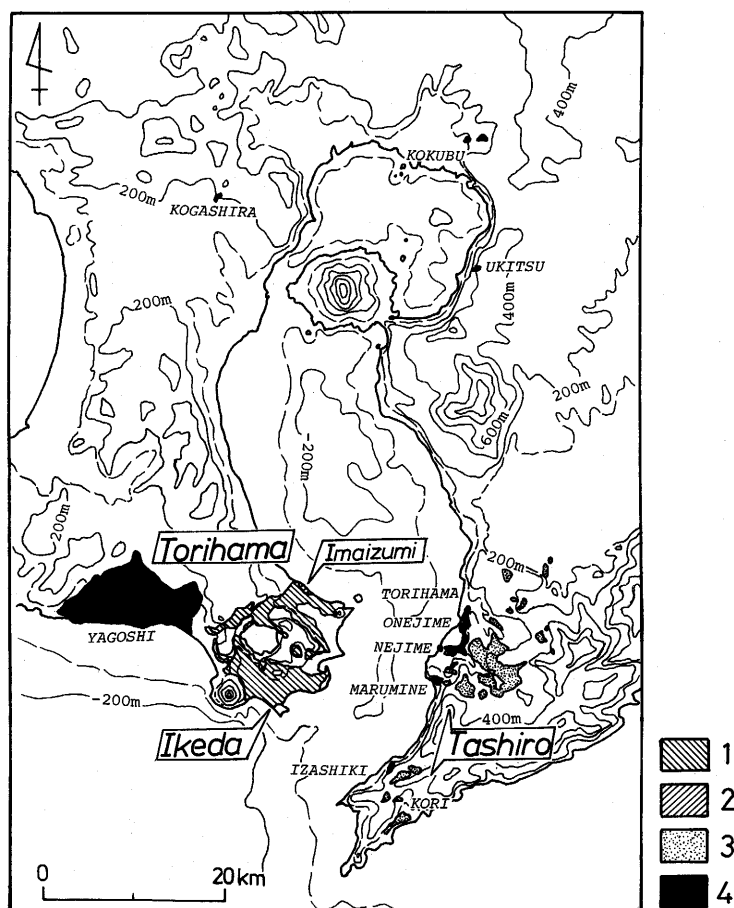 400m
KOKUBU
200m
KOGASHIRA
UKITSU
400m
200m
200m
600m
-200m
200m
Torihama
Imaizumi
200m
TORIHAMA
ONEJIME
YAGOSHI
NEJIME
-200m
MARUMINE
400m
Ikeda
Tashiro
IZASHIKI
KORI
0 20km
1
2
3
4